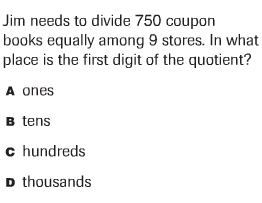 Jim needs to divide 750 coupon
books equally among 9 stores. In what
place is the first digit of the quotient?
A ones
B tens
C hundreds
D thousands